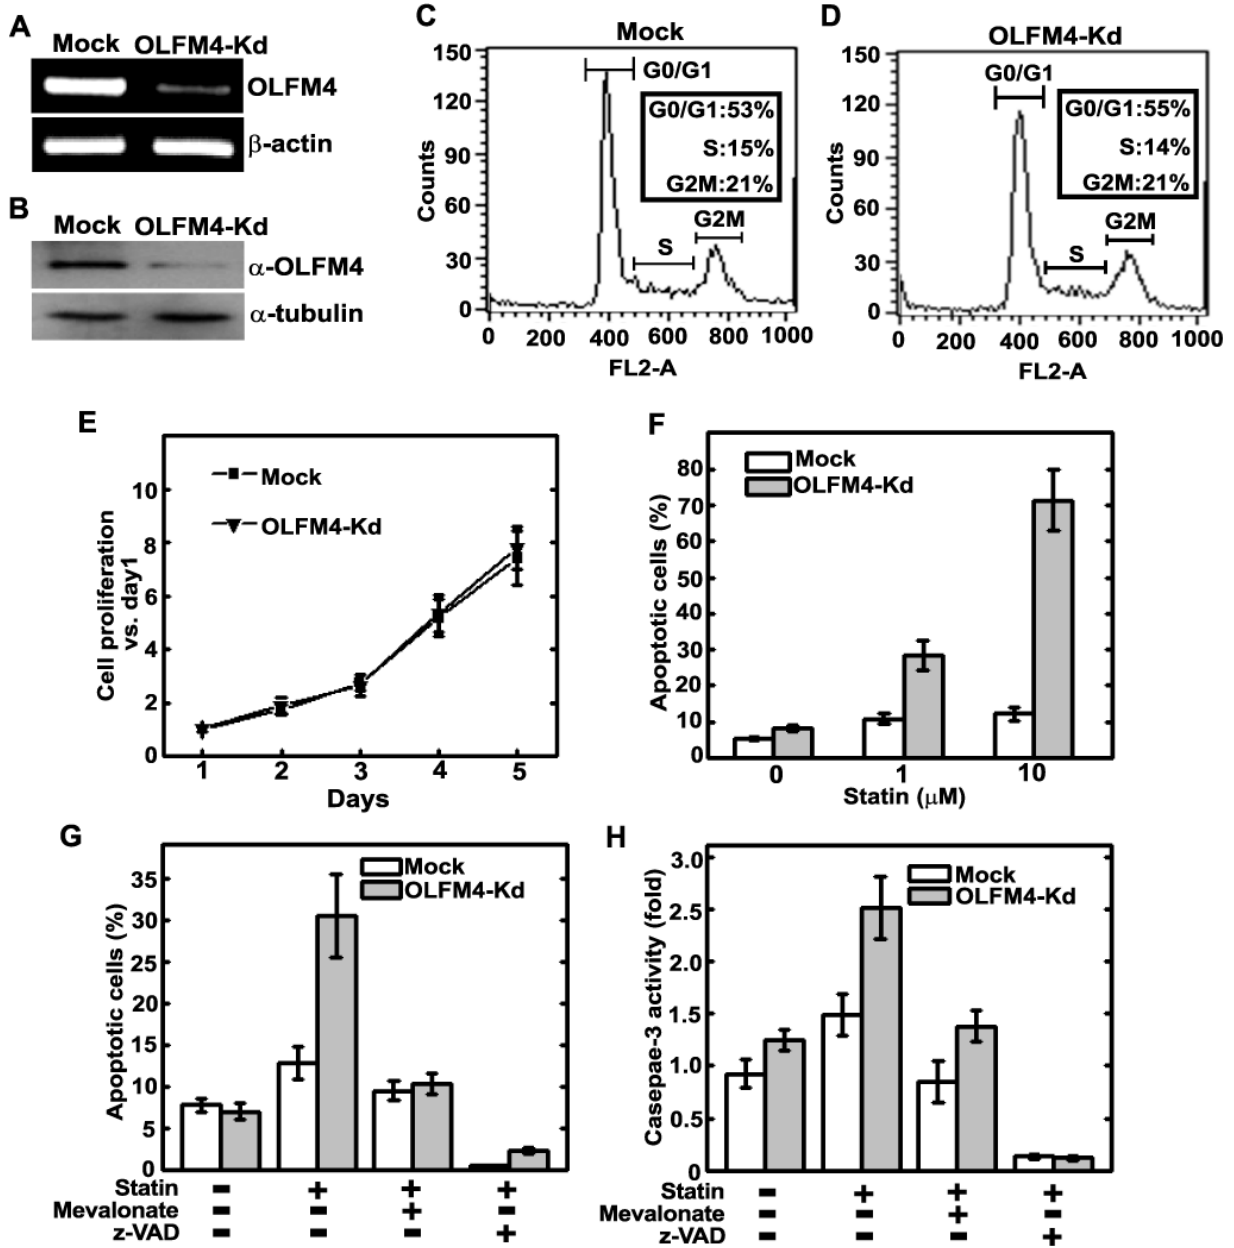 A
Mock OLFM4-Kd
OLFM4
β-actin
B
Mock OLFM4-Kd
α-OLFM4
α-tubulin
C
Mock
150
120
90
60
30
0
Counts
G0/G1
G0/G1:53%
S:15%
G2M:21%
G2M
S
0 200 400 600 800 1000
FL2-A
D
OLFM4-Kd
150
120
90
60
30
0
Counts
G0/G1
G0/G1:55%
S:14%
G2M:21%
G2M
S
0 200 400 600 800 1000
FL2-A
E
Mock
OLFM4-Kd
10
8
6
4
2
0
Cell proliferation
vs. day1
1 2 3 4 5
Days
F
Mock
OLFM4-Kd
80
70
60
50
40
30
20
10
0
Apoptotic cells (%)
0 1 10
Statin (μM)
G
Mock
OLFM4-Kd
35
30
25
20
15
10
5
0
Apoptotic cells (%)
Statin - + + +
Mevalonate - - + -
z-VAD - - - +
H
Mock
OLFM4-Kd
3.0
2.5
2.0
1.5
1.0
0.5
0
Casepae-3 activity (fold)
Statin - + + +
Mevalonate - - + -
z-VAD - - - +